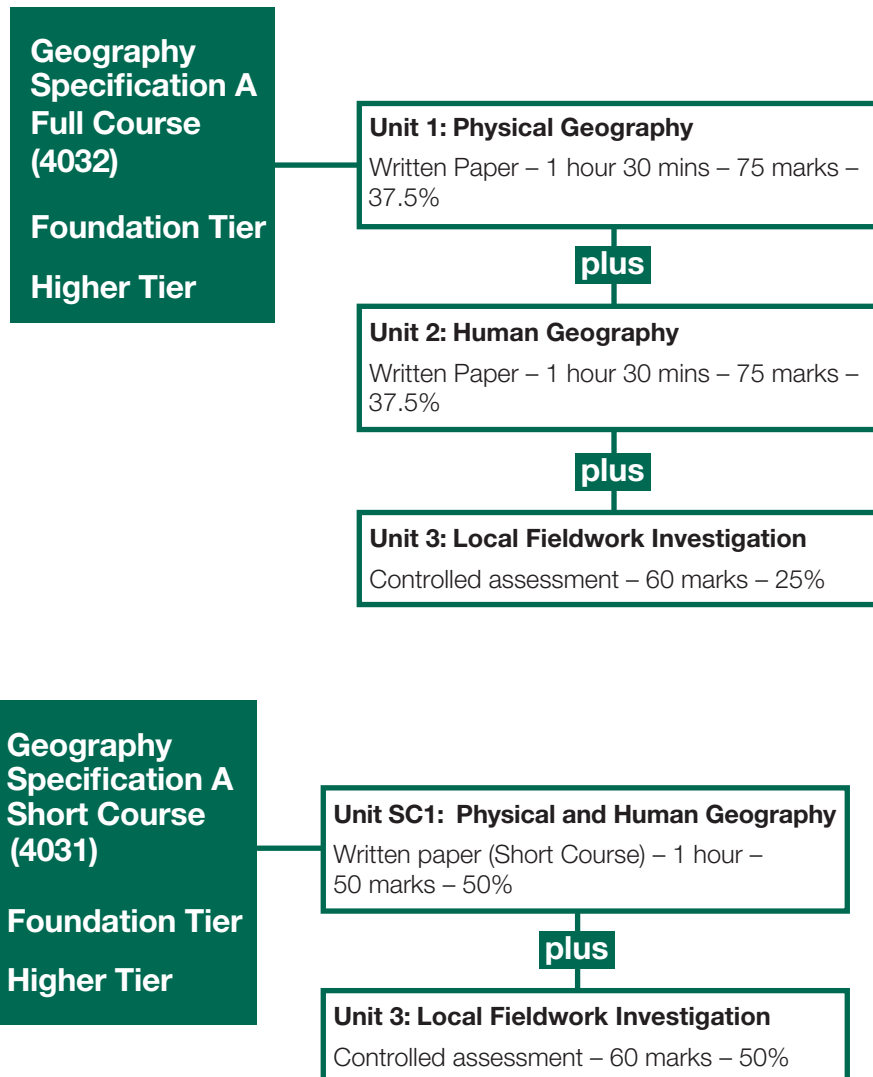 Geography
Specification A
Full Course
(4032)
Foundation Tier
Higher Tier
Unit 1: Physical Geography
Written Paper – 1 hour 30 mins – 75 marks –
37.5%
plus
Unit 2: Human Geography
Written Paper – 1 hour 30 mins – 75 marks –
37.5%
plus
Unit 3: Local Fieldwork Investigation
Controlled assessment – 60 marks – 25%
Geography
Specification A
Short Course
(4031)
Foundation Tier
Higher Tier
Unit SC1: Physical and Human Geography
Written paper (Short Course) – 1 hour –
50 marks – 50%
plus
Unit 3: Local Fieldwork Investigation
Controlled assessment – 60 marks – 50%